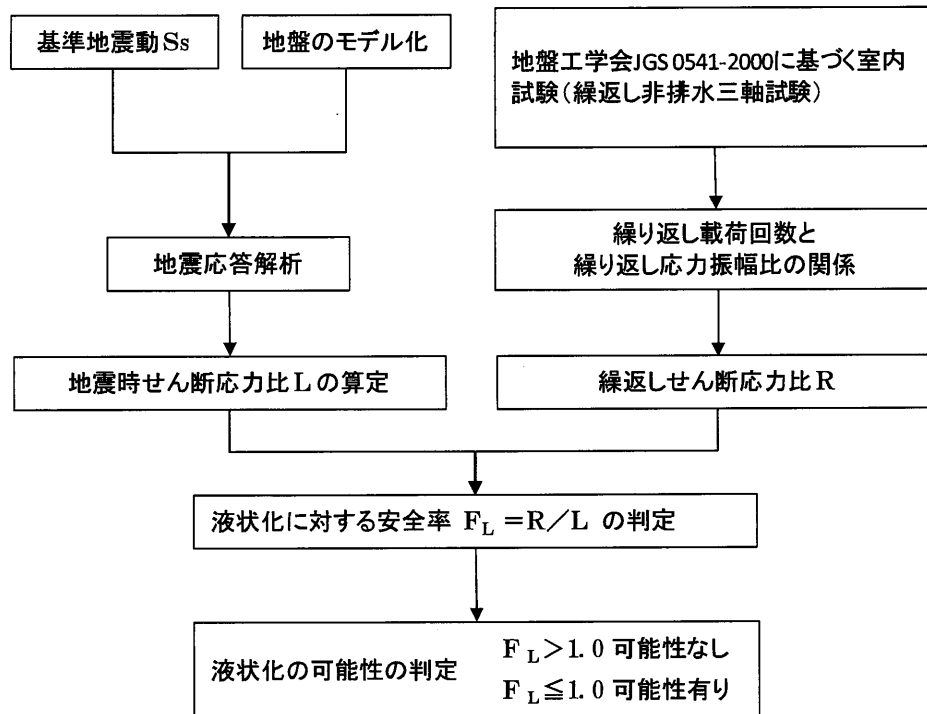 基準地震動Ss
地盤のモデル化
地震応答解析
地震時せん断応力比Lの算定
地盤工学会JGS 0541-2000に基づく室内
試験(繰返し非排水三軸試験)
繰り返し載荷回数と
繰り返し応力振幅比の関係
繰返しせん断応力比R
液状化に対する安全率 FL=R/L の判定
液状化の可能性の判定
FL>1.0 可能性なし
FL≦1.0 可能性有り